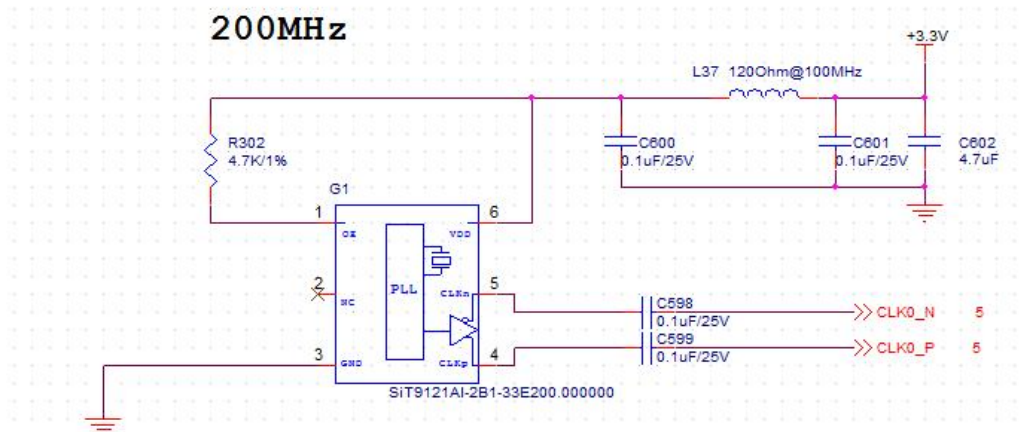 200MHz
+3.3V
L37 120Ohm@100MHz
R302
4.7K/1%
C600
0.1uF/25V
C601
0.1uF/25V
C602
4.7uF
G1
1
6
OE
VDD
2
NC
PLL
5
CLKn
C598
0.1uF/25V
CLK0_N 5
C599
0.1uF/25V
CLK0_P 5
3
GND
CLKp
4
SiT9121AI-2B1-33E200.000000